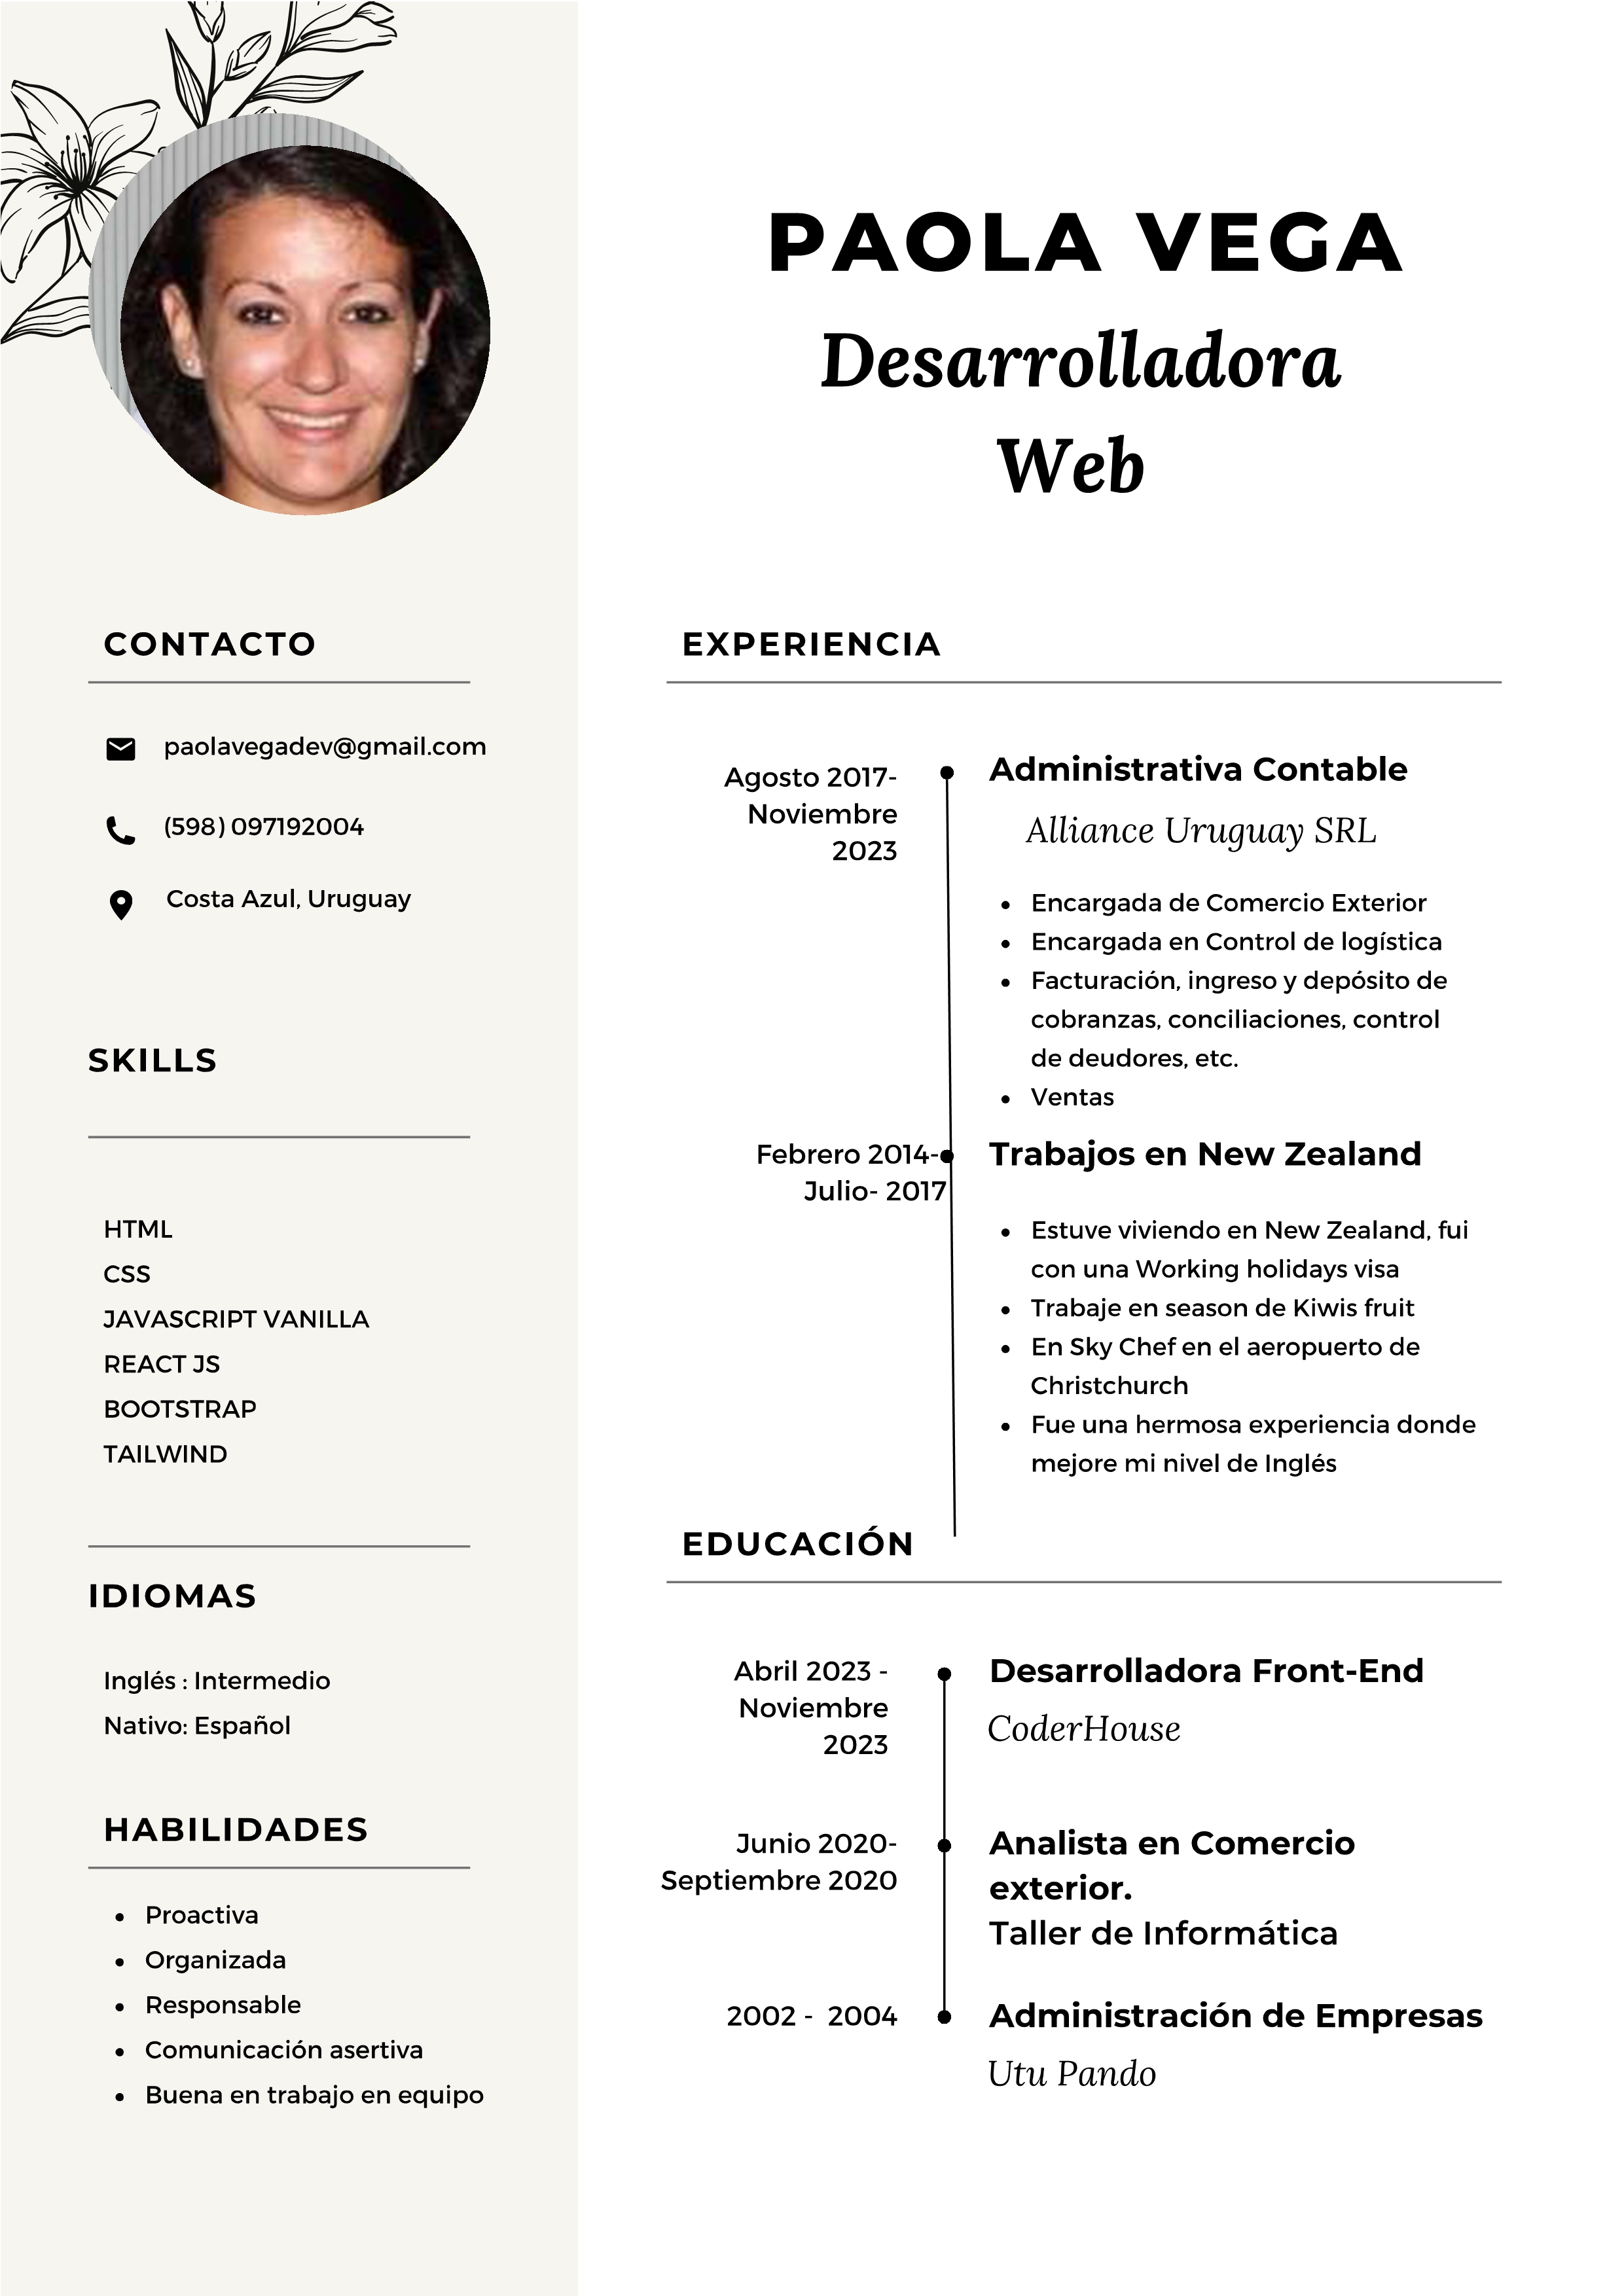 PAOLA VEGA
Desarrolladora
Web
CONTACTO
paolavegadev@gmail.com
(598) 097192004
Costa Azul, Uruguay
SKILLS
HTML
CSS
JAVASCRIPT VANILLA
REACT JS
BOOTSTRAP
TAILWIND
IDIOMAS
Inglés : Intermedio
Nativo: Español
HABILIDADES
Proactiva
Organizada
Responsable
Comunicación asertiva
Buena en trabajo en equipo
EXPERIENCIA
Agosto 2017-
Noviembre
2023
Administrativa Contable
Alliance Uruguay SRL
Encargada de Comercio Exterior
Encargada en Control de logística
Facturación, ingreso y depósito de
cobranzas, conciliaciones, control
de deudores, etc.
Ventas
Febrero 2014-
Julio- 2017
Trabajos en New Zealand
Estuve viviendo en New Zealand, fui
con una Working holidays visa
Trabaje en season de Kiwis fruit
En Sky Chef en el aeropuerto de
Christchurch
Fue una hermosa experiencia donde
mejore mi nivel de Inglés
EDUCACIÓN
Abril 2023 -
Noviembre
2023
Desarrolladora Front-End
CoderHouse
Junio 2020-
Septiembre 2020
Analista en Comercio
exterior.
Taller de Informática
2002 - 2004
Administración de Empresas
Utu Pando